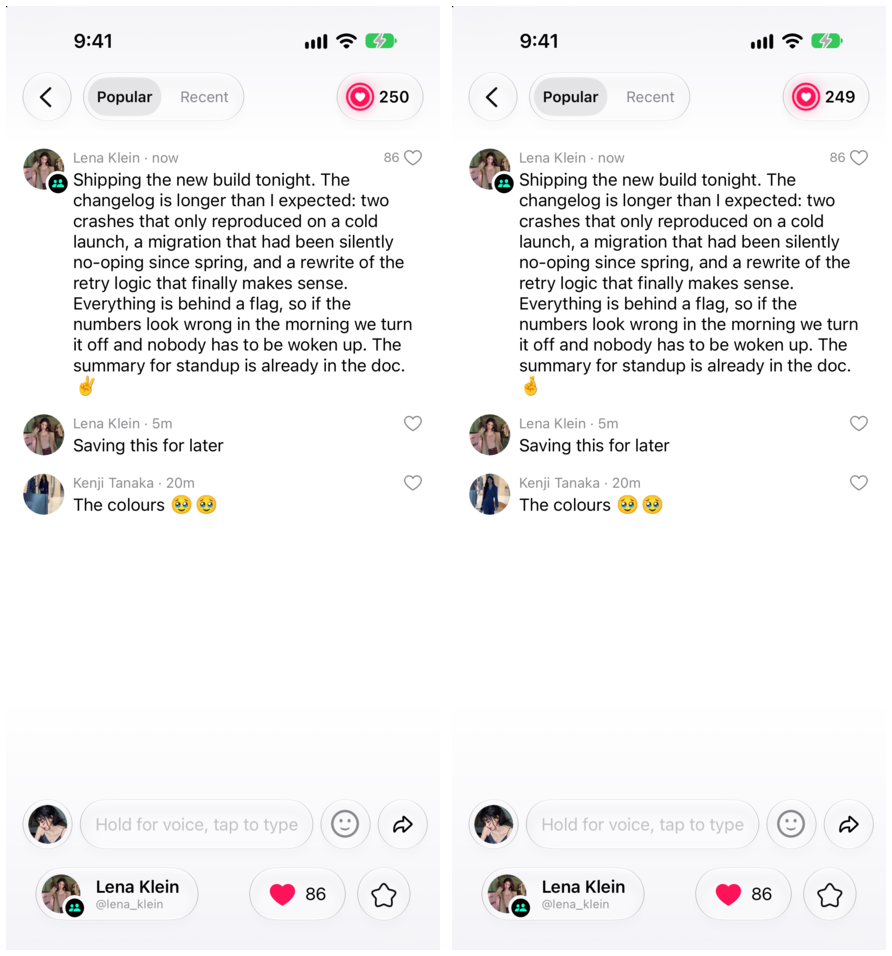 9:41
Popular
Recent
250
Lena Klein · now
86
Shipping the new build tonight. The
changelog is longer than I expected: two
crashes that only reproduced on a cold
launch, a migration that had been silently
no-oping since spring, and a rewrite of the
retry logic that finally makes sense.
Everything is behind a flag, so if the
numbers look wrong in the morning we turn
it off and nobody has to be woken up. The
summary for standup is already in the doc.
✌️
Lena Klein · 5m
Saving this for later
Kenji Tanaka · 20m
The colours 🥹🥹
Hold for voice, tap to type
Lena Klein
@lena_klein
86
9:41
Popular
Recent
249
Lena Klein · now
86
Shipping the new build tonight. The
changelog is longer than I expected: two
crashes that only reproduced on a cold
launch, a migration that had been silently
no-oping since spring, and a rewrite of the
retry logic that finally makes sense.
Everything is behind a flag, so if the
numbers look wrong in the morning we turn
it off and nobody has to be woken up. The
summary for standup is already in the doc.
🤞
Lena Klein · 5m
Saving this for later
Kenji Tanaka · 20m
The colours 🥹🥹
Hold for voice, tap to type
Lena Klein
@lena_klein
86